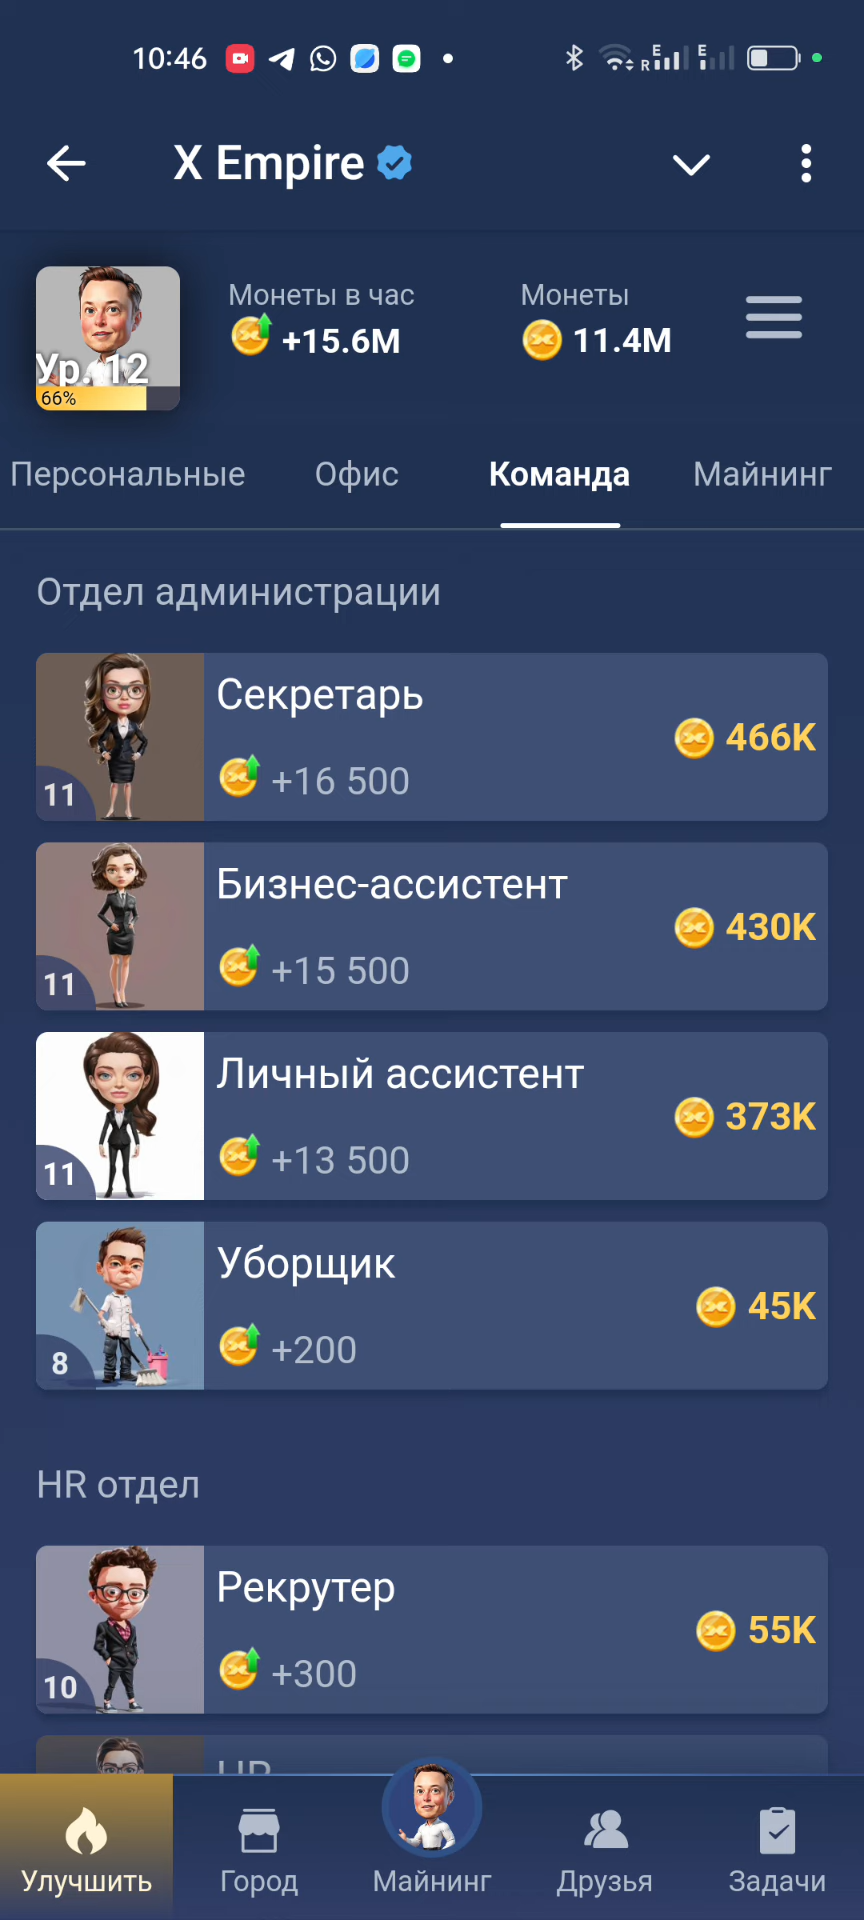 10:46
X Empire
Монеты в час
+15.6M
Монеты
11.4M
Ур. 12
66%
Персональные Офис Команда Майнинг
Отдел администрации
Секретарь
466K
+16 500
11
Бизнес-ассистент
430K
+15 500
11
Личный ассистент
373K
+13 500
11
Уборщик
45K
+200
8
HR отдел
Рекрутер
55K
+300
10
HR
Улучшить Город Майнинг Друзья Задачи